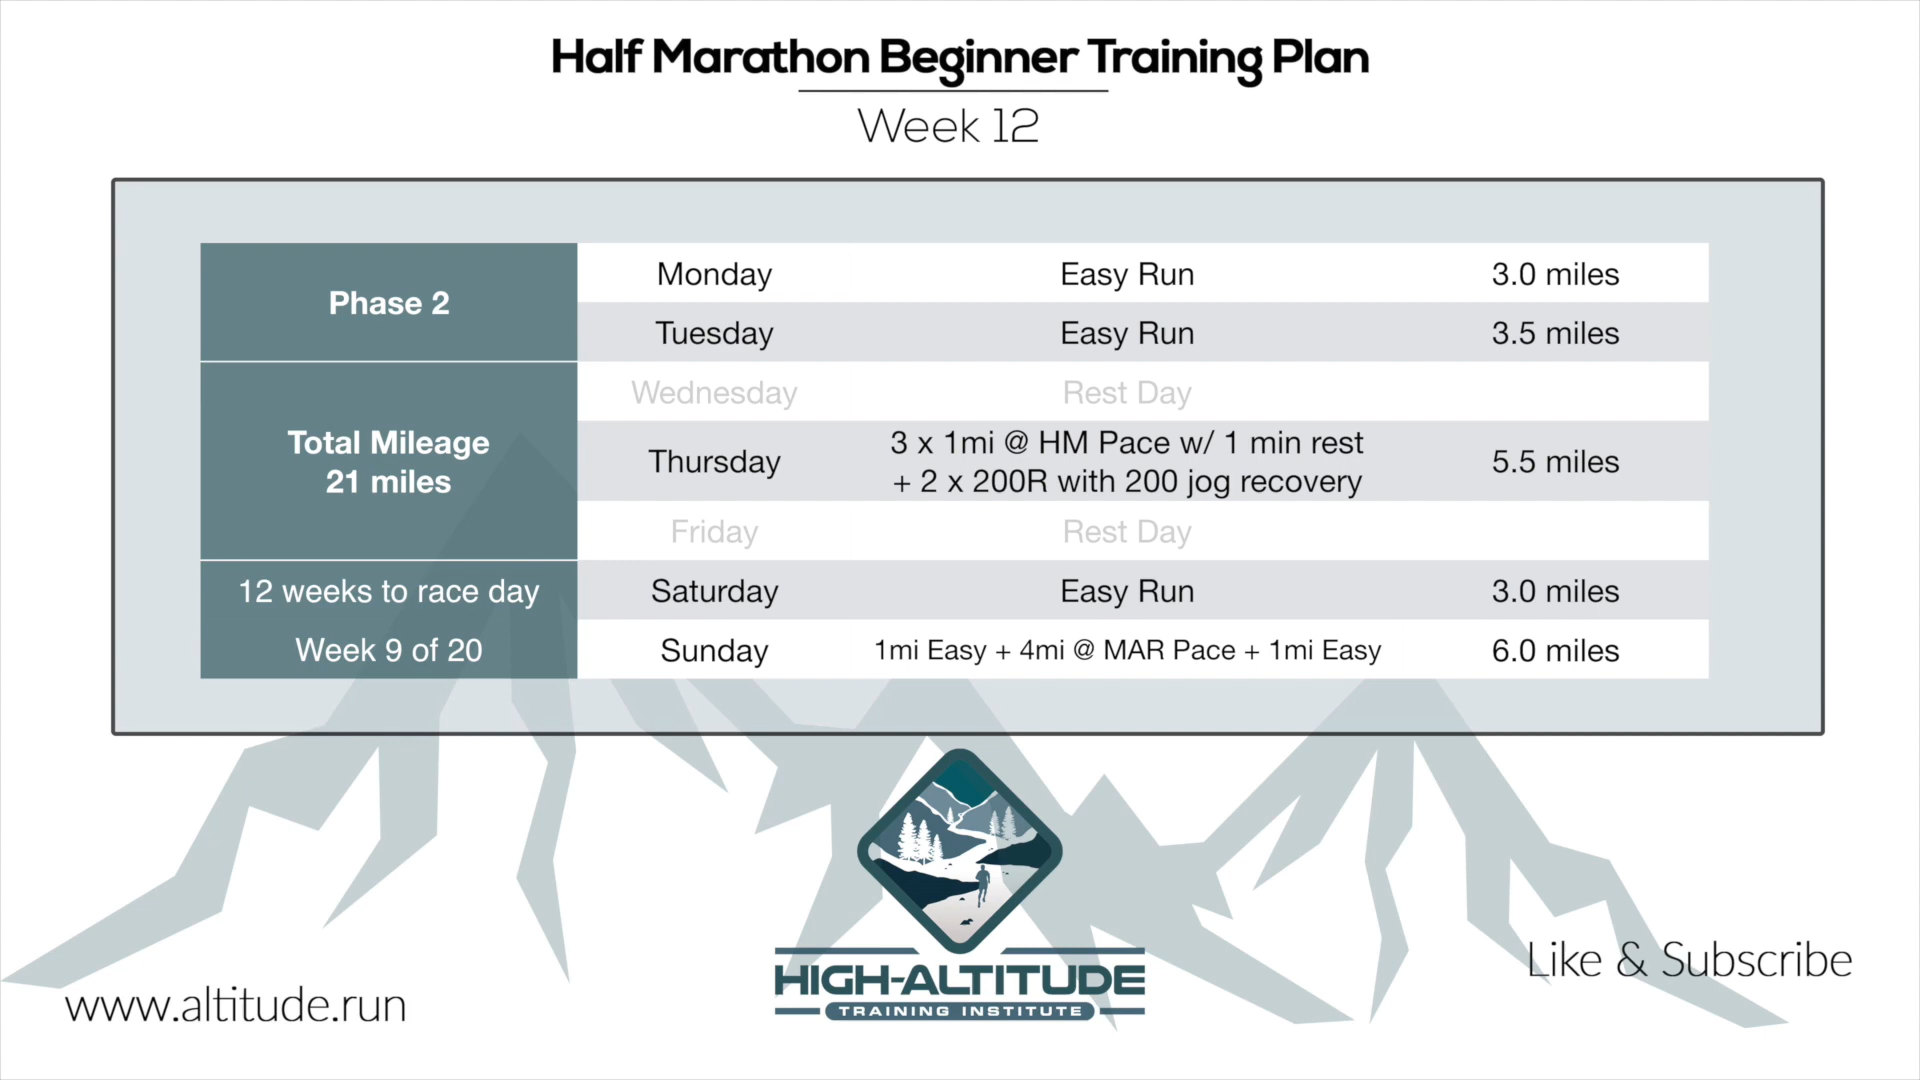 Half Marathon Beginner Training Plan
Week 12
Phase 2
Total Mileage
21 miles
12 weeks to race day
Week 9 of 20
Monday Easy Run 3.0 miles
Tuesday Easy Run 3.5 miles
Wednesday Rest Day
Thursday 3 x 1mi @ HM Pace w/ 1 min rest
+ 2 x 200R with 200 jog recovery 5.5 miles
Friday Rest Day
Saturday Easy Run 3.0 miles
Sunday 1mi Easy + 4mi @ MAR Pace + 1mi Easy 6.0 miles
HIGH-ALTITUDE
TRAINING INSTITUTE
www.altitude.run
Like & Subscribe